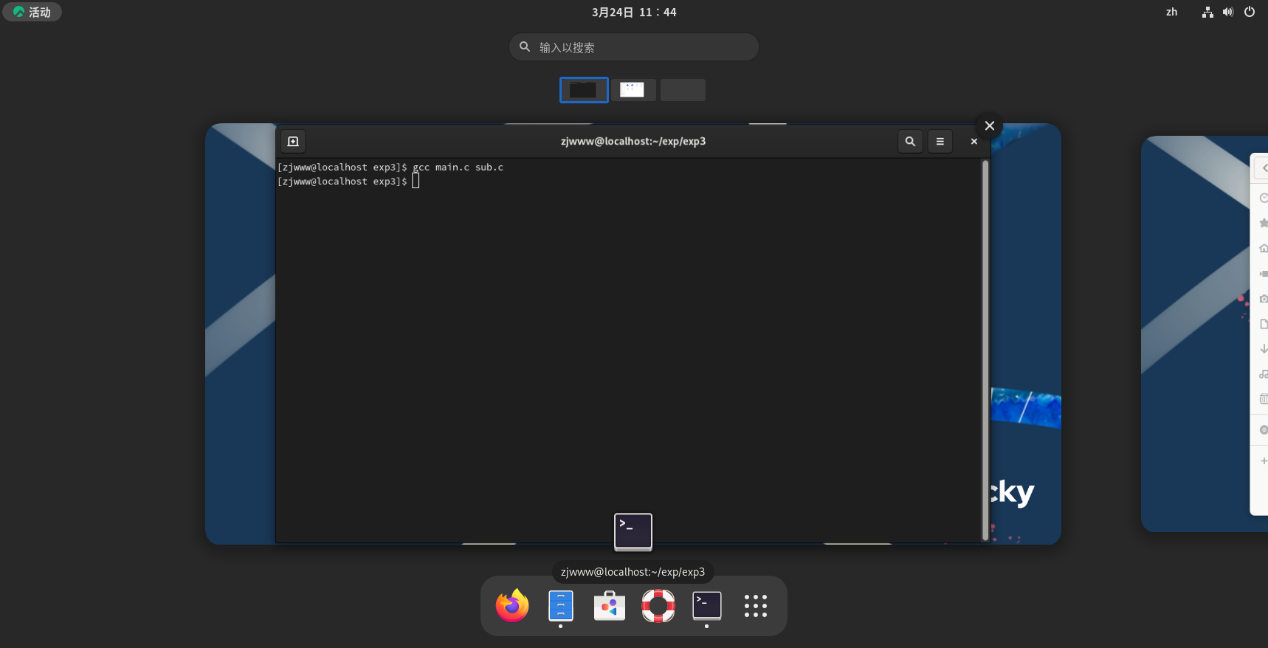 活动
3月24日 11：44
zh
输入以搜索
zjwww@localhost:~/exp/exp3
[zjwww@localhost exp3]$ gcc main.c sub.c
[zjwww@localhost exp3]$
cky
>_
zjwww@localhost:~/exp/exp3
>_